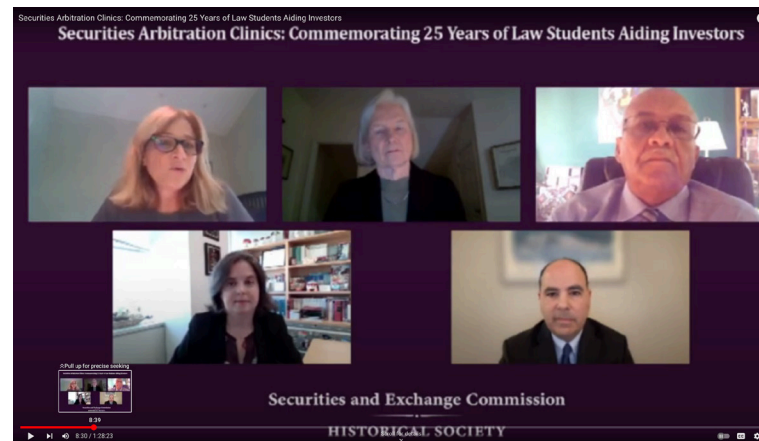 Securities Arbitration Clinics: Commemorating 25 Years of Law Students Aiding Investors
Securities Arbitration Clinics: Commemorating 25 Years of Law Students Aiding Investors
Pull up for precise seeking
8:39
Securities and Exchange Commission
HISTORICAL SOCIETY
8:30 / 1:28:23